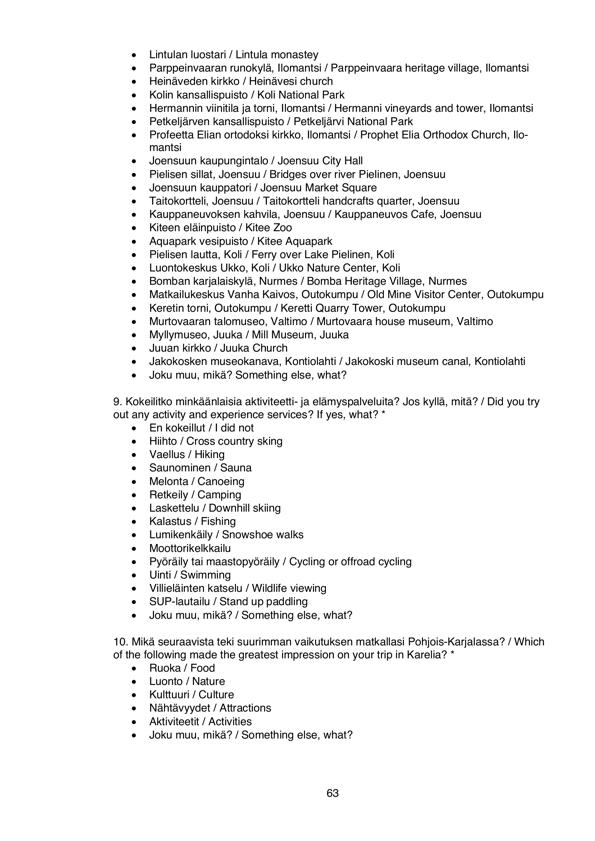 • Lintulan luostari / Lintula monastey
• Parppeinvaaran runokylä, Ilomantsi / Parppeinvaara heritage village, Ilomantsi
• Heinäveden kirkko / Heinävesi church
• Kolin kansallispuisto / Koli National Park
• Hermannin viinitila ja torni, Ilomantsi / Hermanni vineyards and tower, Ilomantsi
• Petkeljärven kansallispuisto / Petkeljärvi National Park
• Profeetta Elian ortodoksi kirkko, Ilomantsi / Prophet Elia Orthodox Church, Ilo-
mantsi
• Joensuun kaupungintalo / Joensuu City Hall
• Pielisen sillat, Joensuu / Bridges over river Pielinen, Joensuu
• Joensuun kauppatori / Joensuu Market Square
• Taitokortteli, Joensuu / Taitokortteli handcrafts quarter, Joensuu
• Kauppaneuvoksen kahvila, Joensuu / Kauppaneuvos Cafe, Joensuu
• Kiteen eläinpuisto / Kitee Zoo
• Aquapark vesipuisto / Kitee Aquapark
• Pielisen lautta, Koli / Ferry over Lake Pielinen, Koli
• Luontokeskus Ukko, Koli / Ukko Nature Center, Koli
• Bomban karjalaiskylä, Nurmes / Bomba Heritage Village, Nurmes
• Matkailukeskus Vanha Kaivos, Outokumpu / Old Mine Visitor Center, Outokumpu
• Keretin torni, Outokumpu / Keretti Quarry Tower, Outokumpu
• Murtovaaran talomuseo, Valtimo / Murtovaara house museum, Valtimo
• Myllymuseo, Juuka / Mill Museum, Juuka
• Juuan kirkko / Juuka Church
• Jakokosken museokanava, Kontiolahti / Jakokoski museum canal, Kontiolahti
• Joku muu, mikä? Something else, what?
9. Kokeilitko minkäänlaisia aktiviteetti- ja elämyspalveluita? Jos kyllä, mitä? / Did you try
out any activity and experience services? If yes, what? *
• En kokeillut / I did not
• Hiihto / Cross country sking
• Vaellus / Hiking
• Saunominen / Sauna
• Melonta / Canoeing
• Retkeily / Camping
• Laskettelu / Downhill skiing
• Kalastus / Fishing
• Lumikenkäily / Snowshoe walks
• Moottorikelkkailu
• Pyöräily tai maastopyöräily / Cycling or offroad cycling
• Uinti / Swimming
• Villieläinten katselu / Wildlife viewing
• SUP-lautailu / Stand up paddling
• Joku muu, mikä? / Something else, what?
10. Mikä seuraavista teki suurimman vaikutuksen matkallasi Pohjois-Karjalassa? / Which
of the following made the greatest impression on your trip in Karelia? *
• Ruoka / Food
• Luonto / Nature
• Kulttuuri / Culture
• Nähtävyydet / Attractions
• Aktiviteetit / Activities
• Joku muu, mikä? / Something else, what?
63